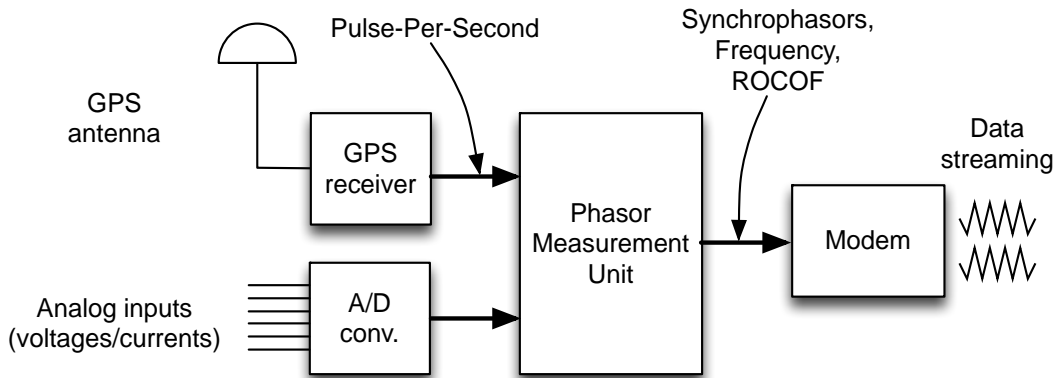 Pulse-Per-Second
Synchrophasors,
Frequency,
ROCOF
GPS
antenna
GPS
receiver
Data
streaming
Phasor
Measurement
Unit
Modem
Analog inputs
(voltages/currents)
A/D
conv.